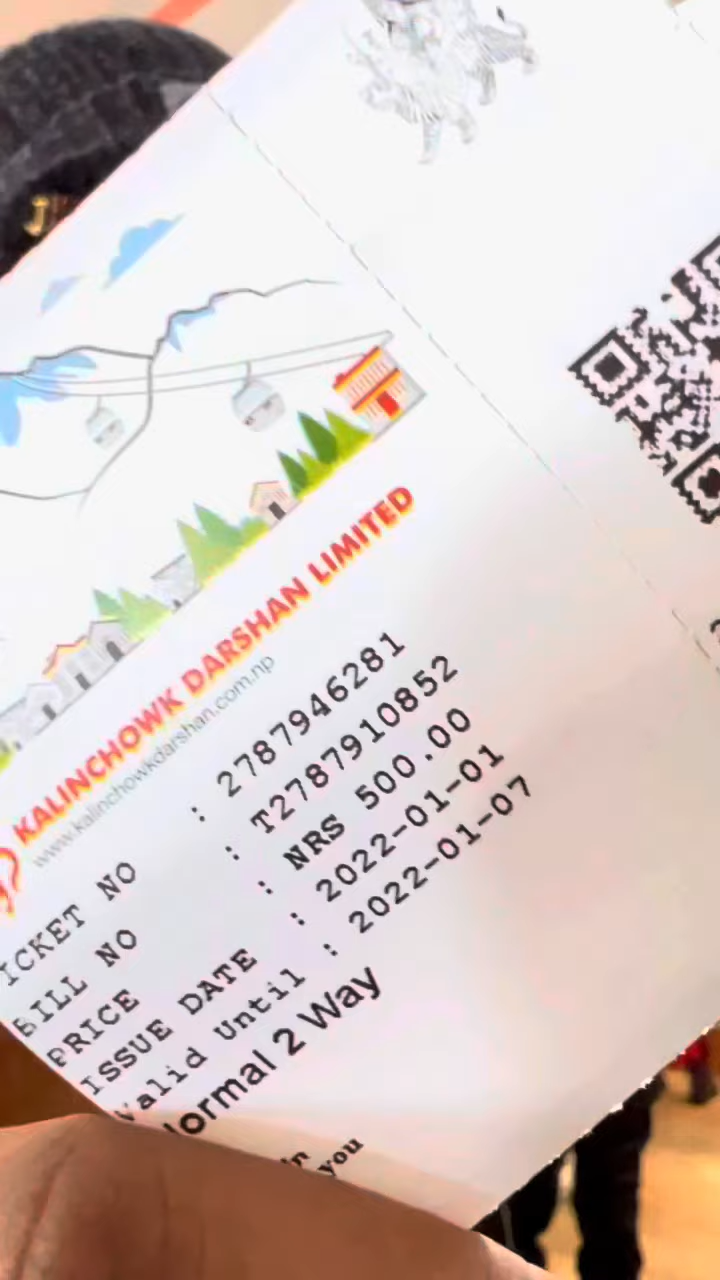 KALINCHOWK DARSHAN LIMITED
www.kalinchowkdarshan.com.np
ICKET NO : 2787946281
BILL NO : T2787910852
PRICE : NRS 500.00
ISSUE DATE : 2022-01-01
Valid Until : 2022-01-07
ormal 2 Way
you